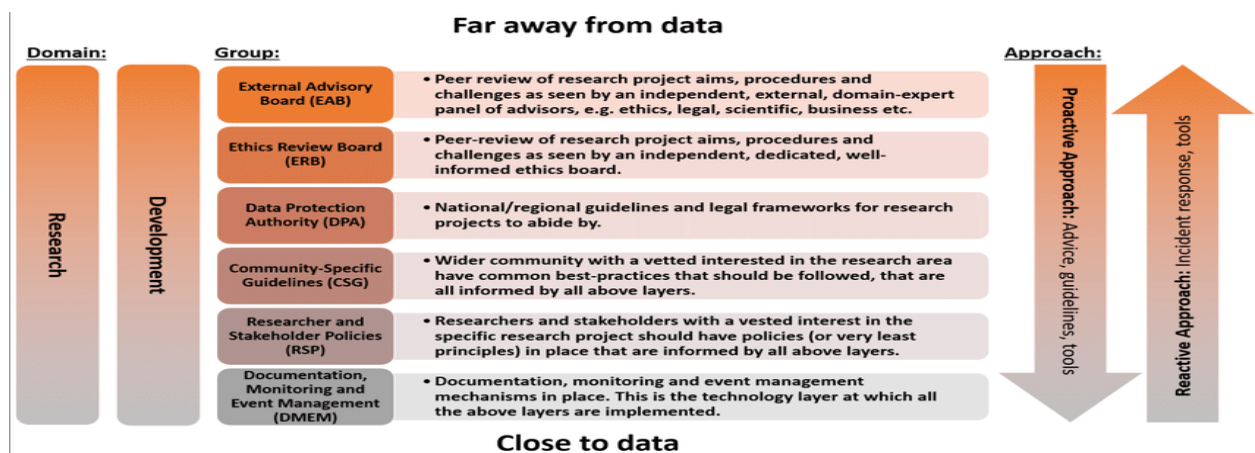 Far away from data
Domain:
Group:
Approach:
Research
Development
External Advisory
Board (EAB)
• Peer review of research project aims, procedures and
challenges as seen by an independent, external, domain-expert
panel of advisors, e.g. ethics, legal, scientific, business etc.
Ethics Review Board
(ERB)
• Peer-review of research project aims, procedures and
challenges as seen by an independent, dedicated, well-
informed ethics board.
Data Protection
Authority (DPA)
• National/regional guidelines and legal frameworks for research
projects to abide by.
Community-Specific
Guidelines (CSG)
• Wider community with a vetted interested in the research area
have common best-practices that should be followed, that are
all informed by all above layers.
Researcher and
Stakeholder Policies
(RSP)
• Researchers and stakeholders with a vested interest in the
specific research project should have policies (or very least
principles) in place that are informed by all above layers.
Documentation,
Monitoring and
Event Management
(DMEM)
• Documentation, monitoring and event management
mechanisms in place. This is the technology layer at which all
the above layers are implemented.
Proactive Approach: Advice, guidelines, tools
Reactive Approach: Incident response, tools
Close to data